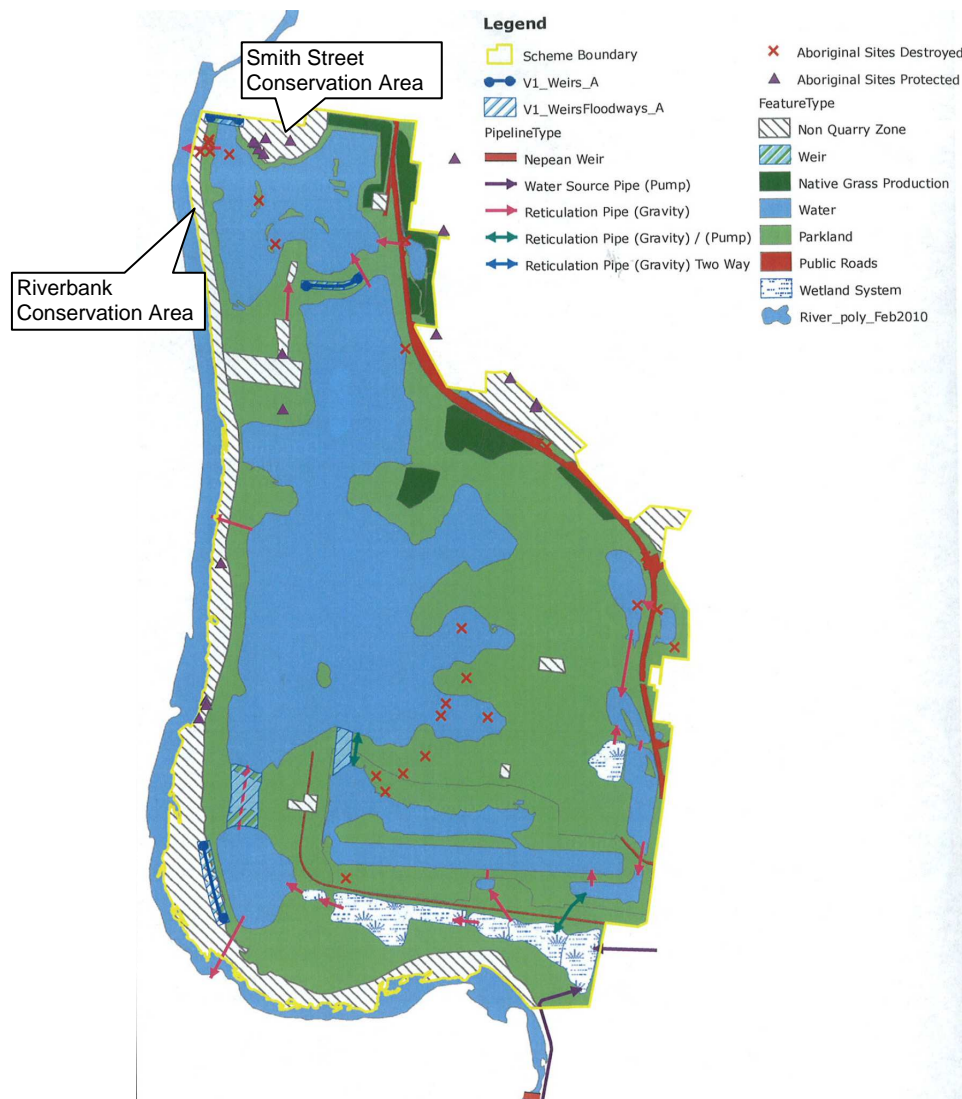 Smith Street
Conservation Area
Riverbank
Conservation Area
Legend
Scheme Boundary
V1_Weirs_A
V1_WeirsFloodways_A
PipelineType
Nepean Weir
Water Source Pipe (Pump)
Reticulation Pipe (Gravity)
Reticulation Pipe (Gravity) / (Pump)
Reticulation Pipe (Gravity) Two Way
Aboriginal Sites Destroyed
Aboriginal Sites Protected
FeatureType
Non Quarry Zone
Weir
Native Grass Production
Water
Parkland
Public Roads
Wetland System
River_poly_Feb2010